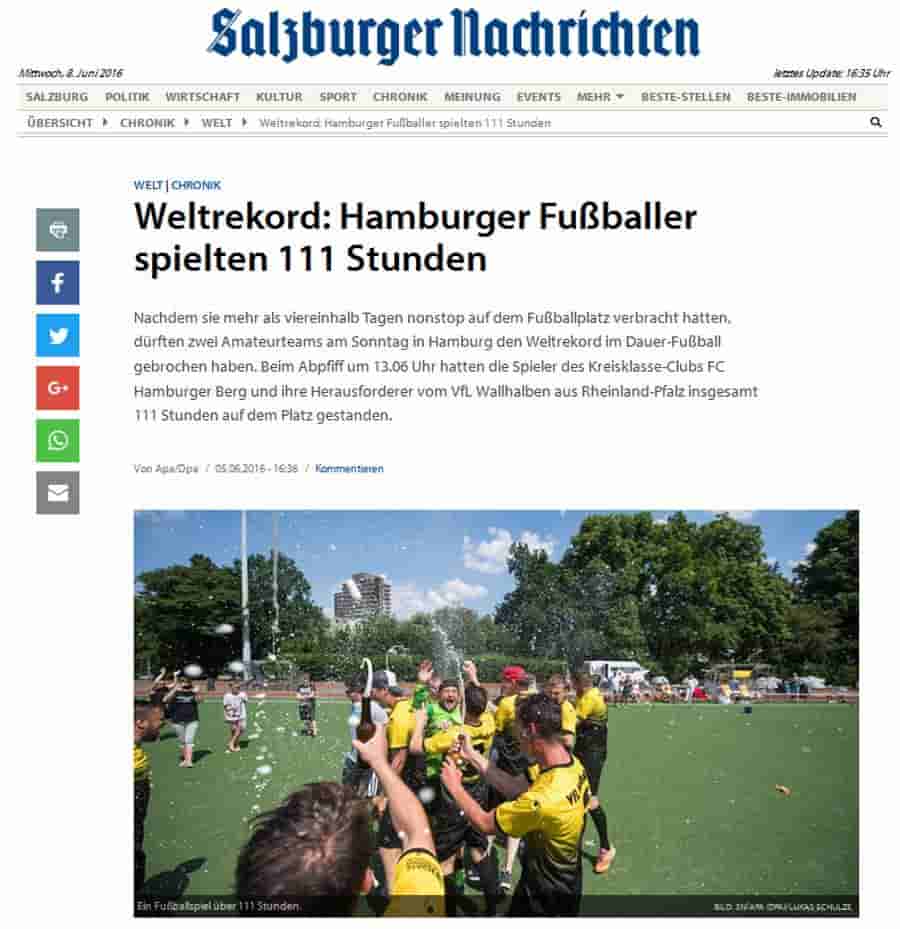 Salzburger Nachrichten
Mittwoch, 8. Juni 2016 letztes Update: 16:35 Uhr
SALZBURG POLITIK WIRTSCHAFT KULTUR SPORT CHRONIK MEINUNG EVENTS MEHR BESTE-STELLEN BESTE-IMMOBILIEN
ÜBERSICHT CHRONIK WELT Weltrekord: Hamburger Fußballer spielten 111 Stunden
WELT | CHRONIK
Weltrekord: Hamburger Fußballer
spielten 111 Stunden
Nachdem sie mehr als viereinhalb Tagen nonstop auf dem Fußballplatz verbracht hatten,
dürften zwei Amateurteams am Sonntag in Hamburg den Weltrekord im Dauer-Fußball
gebrochen haben. Beim Abpfiff um 13.06 Uhr hatten die Spieler des Kreisklasse-Clubs FC
Hamburger Berg und ihre Herausforderer vom VfL Wallhalben aus Rheinland-Pfalz insgesamt
111 Stunden auf dem Platz gestanden.
Von Apa/Dpa / 05.06.2016 - 16:36 / Kommentieren
Ein Fußballspiel über 111 Stunden. BILD: SN/APA (DPA)/LUKAS SCHULZE